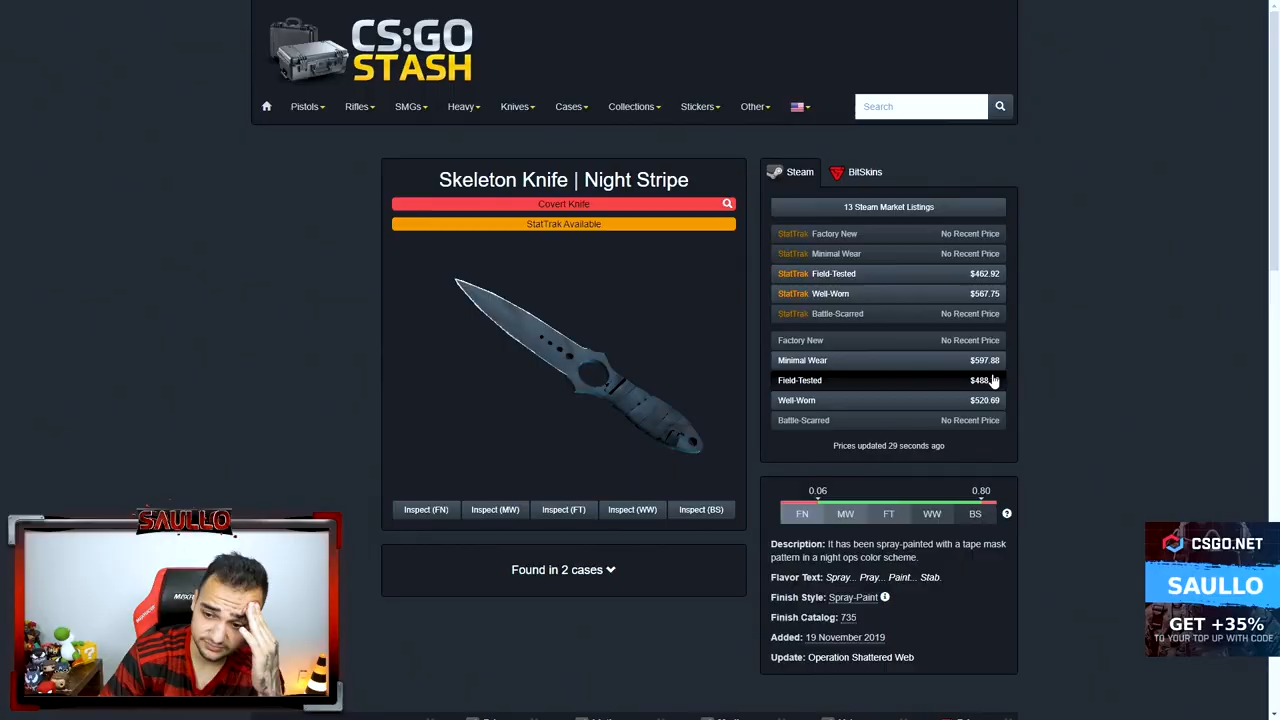 CS:GO
STASH
Pistols
Rifles
SMGs
Heavy
Knives
Cases
Collections
Stickers
Other
Search
Skeleton Knife | Night Stripe
Covert Knife
StatTrak Available
Inspect (FN)
Inspect (MW)
Inspect (FT)
Inspect (WW)
Inspect (BS)
Found in 2 cases
Steam
BitSkins
13 Steam Market Listings
StatTrak Factory New No Recent Price
StatTrak Minimal Wear No Recent Price
StatTrak Field-Tested $462.92
StatTrak Well-Worn $567.75
StatTrak Battle-Scarred No Recent Price
Factory New No Recent Price
Minimal Wear $597.88
Field-Tested $488.
Well-Worn $520.69
Battle-Scarred No Recent Price
Prices updated 29 seconds ago
0.06 0.80
FN MW FT WW BS
Description: It has been spray-painted with a tape mask
pattern in a night ops color scheme.
Flavor Text: Spray... Pray... Paint... Stab.
Finish Style: Spray-Paint
Finish Catalog: 735
Added: 19 November 2019
Update: Operation Shattered Web
SAULLO
CSGO.NET
SAULLO
GET +35%
TO YOUR TOP UP WITH CODE